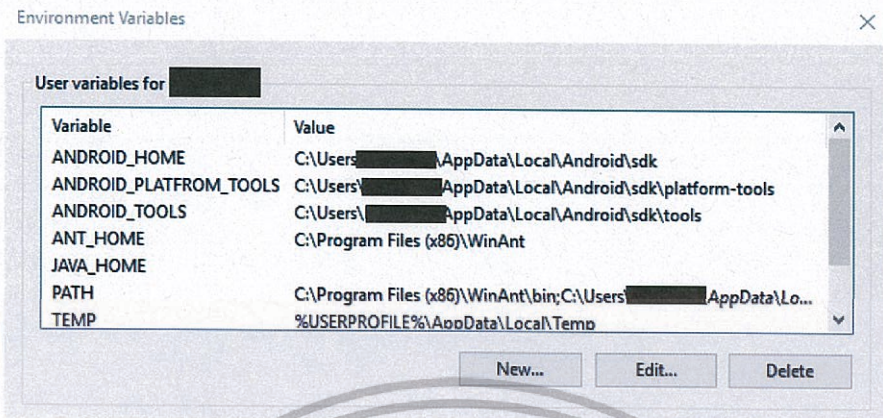 Environment Variables
User variables for
Variable Value
ANDROID_HOME C:\Users \AppData\Local\Android\sdk
ANDROID_PLATFROM_TOOLS C:\Users\ AppData\Local\Android\sdk\platform-tools
ANDROID_TOOLS C:\Users\ AppData\Local\Android\sdk\tools
ANT_HOME C:\Program Files (x86)\WinAnt
JAVA_HOME
PATH C:\Program Files (x86)\WinAnt\bin;C:\Users\ AppData\Lo...
TEMP %USERPROFILE%\AppData\Local\Temp
New... Edit... Delete